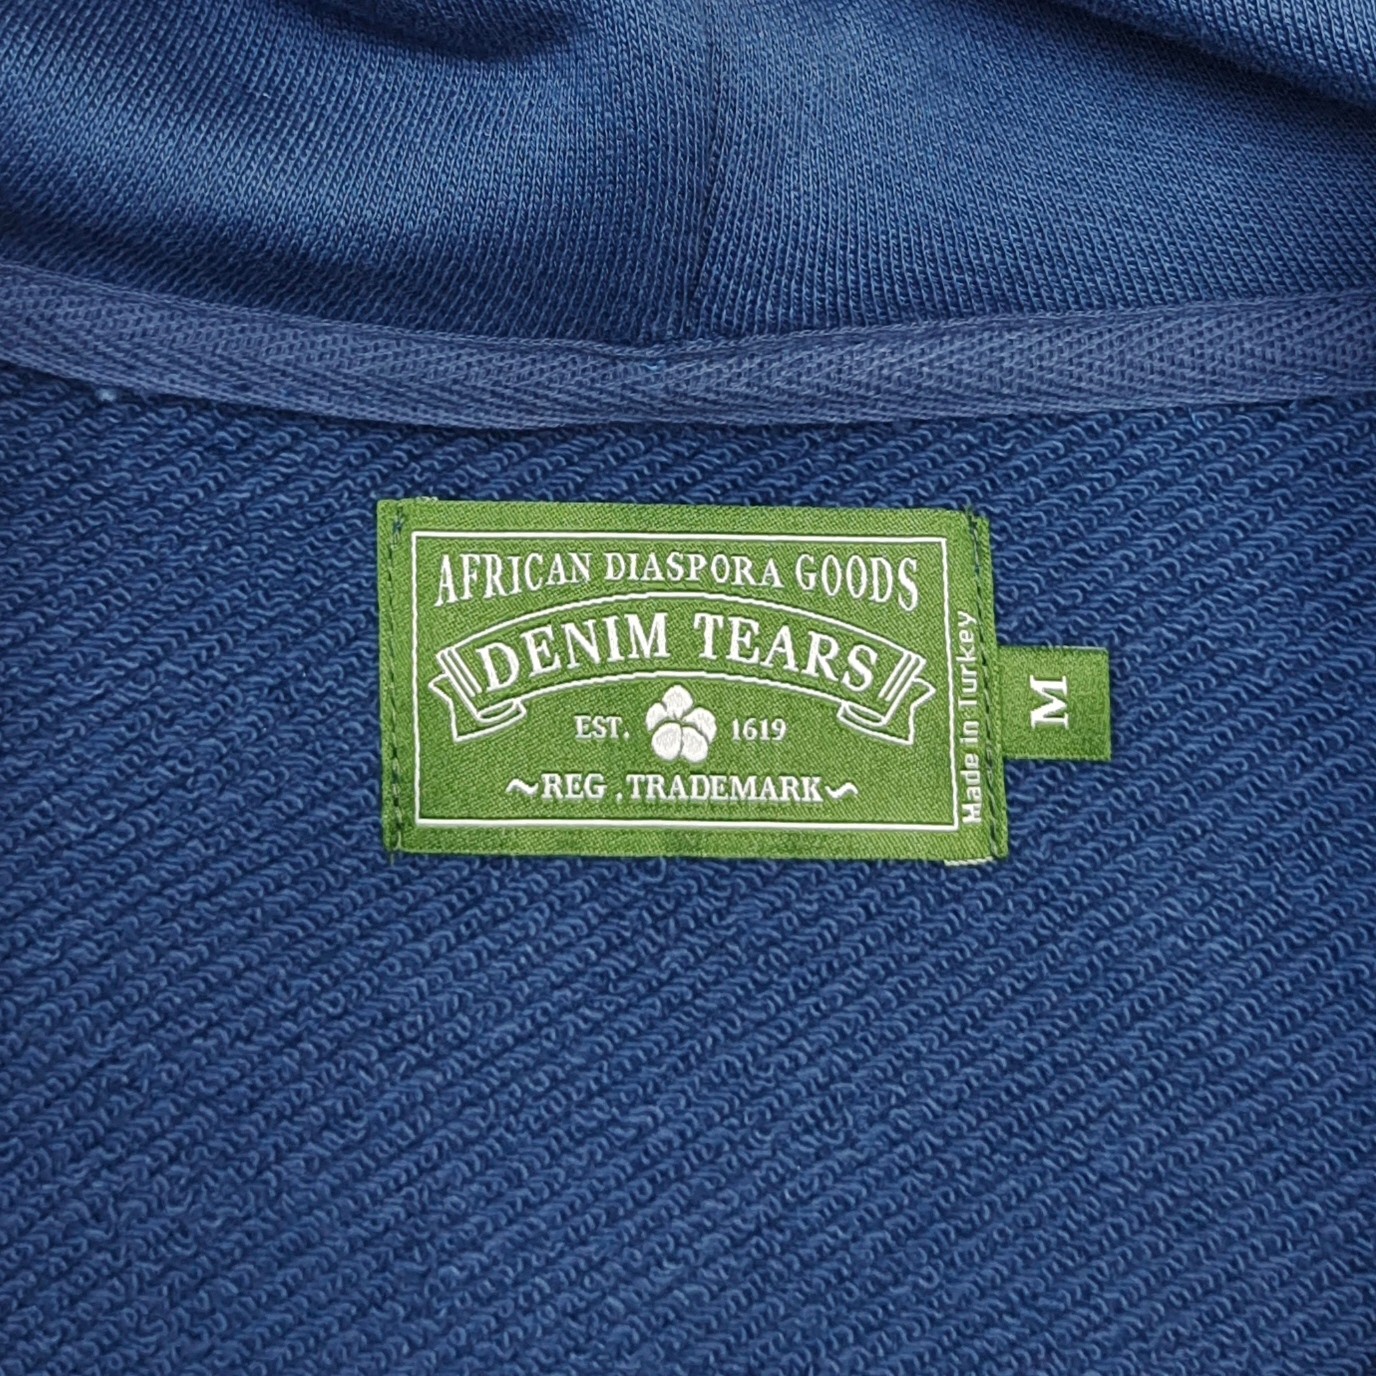 AFRICAN DIASPORA GOODS
DENIM TEARS
EST. 1619
~REG .TRADEMARK~
Made in Turkey
M